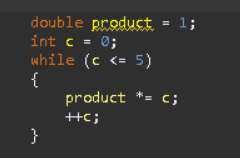 double product = 1;
int c = 0;
while (c <= 5)
{
    product *= c;
    ++c;
}